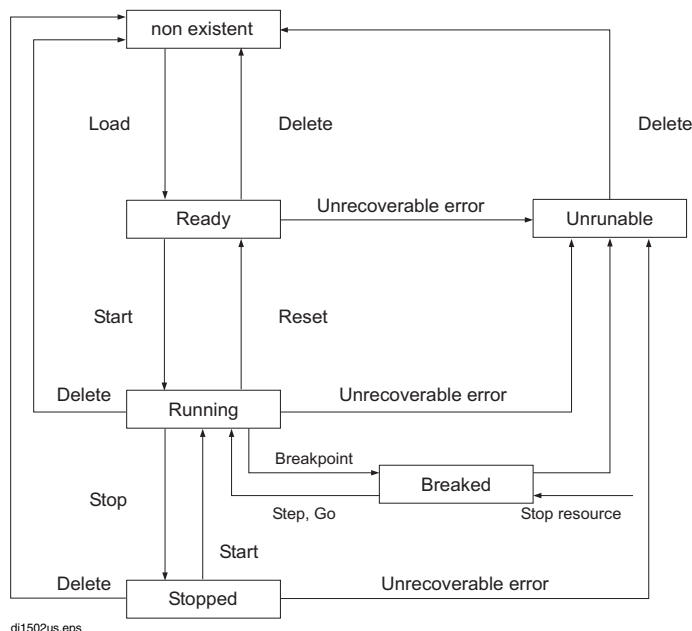 non existent
Load
Delete
Delete
Ready
Unrecoverable error
Unrunable
Start
Reset
Delete
Running
Unrecoverable error
Breakpoint
Breaked
Stop
Step, Go
Stop resource
Start
Delete
Stopped
Unrecoverable error
di1502us.eps